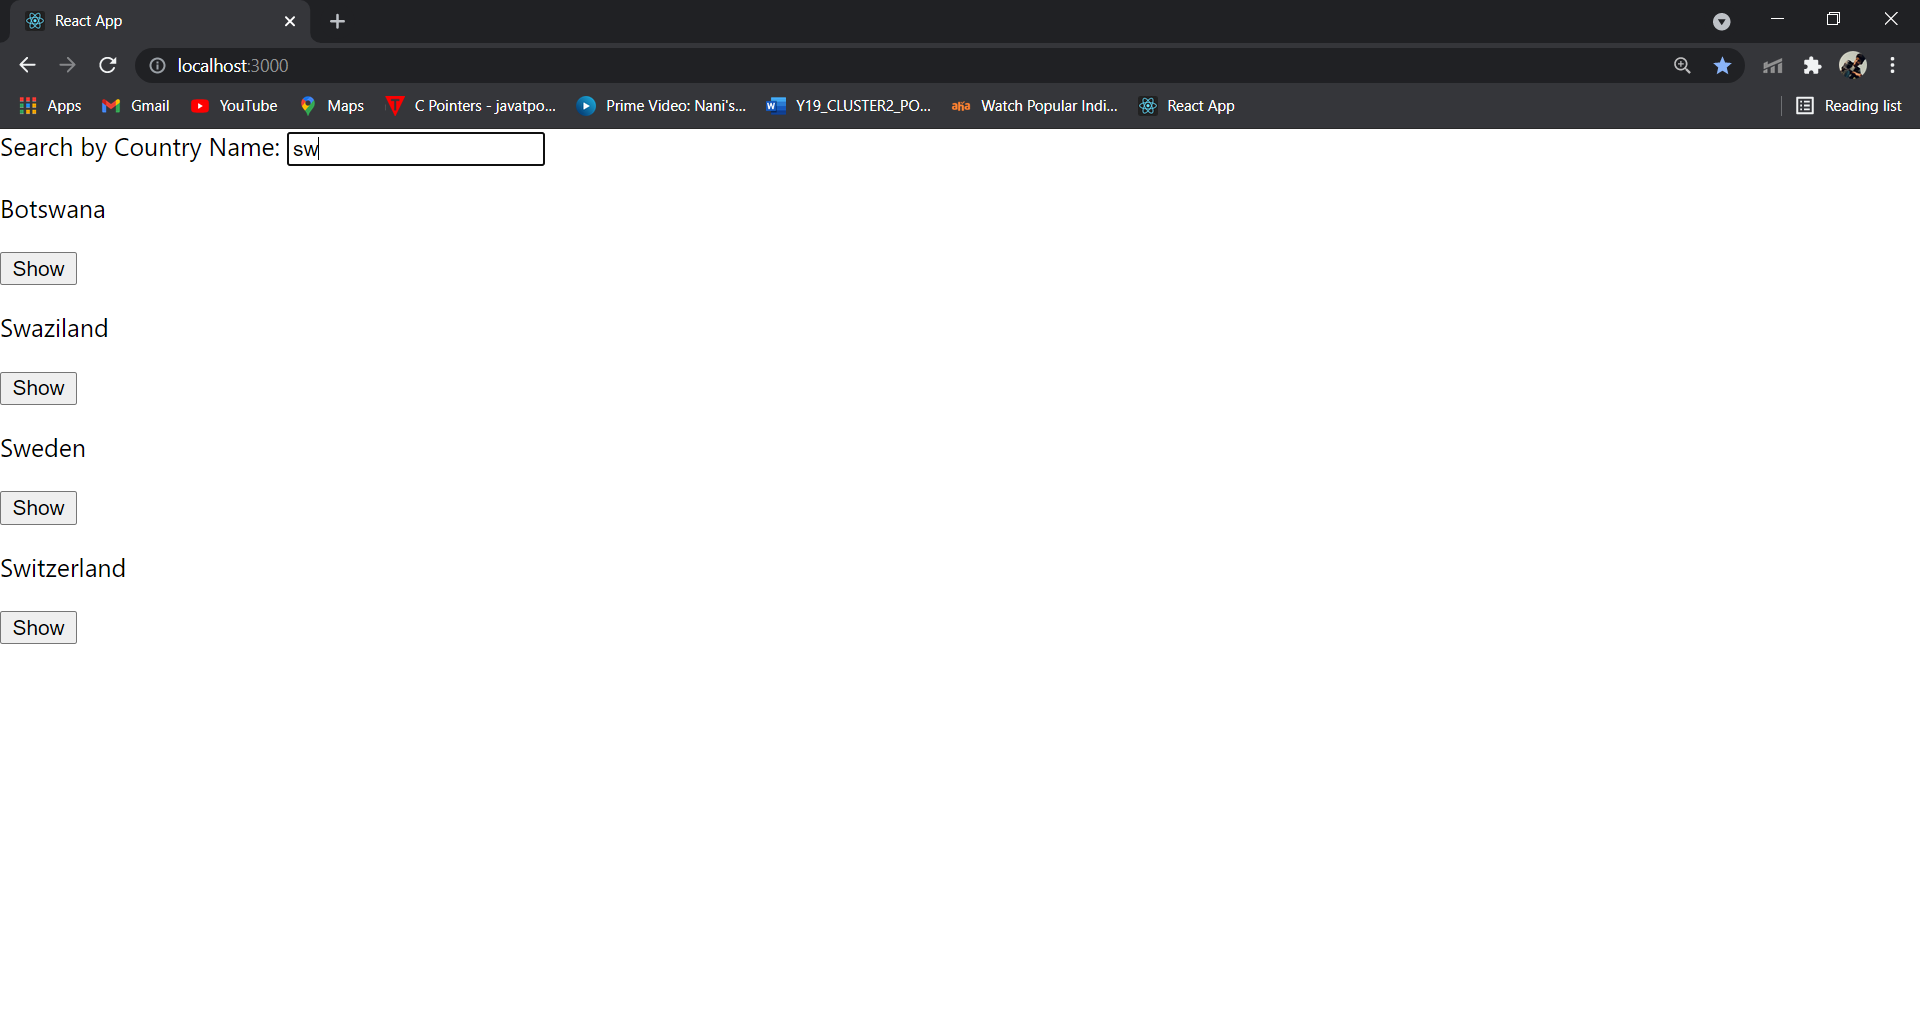 React App
localhost:3000
Apps Gmail YouTube Maps C Pointers - javatpo... Prime Video: Nani's... Y19_CLUSTER2_PO... aha Watch Popular Indi... React App Reading list
Search by Country Name: sw
Botswana
Show
Swaziland
Show
Sweden
Show
Switzerland
Show